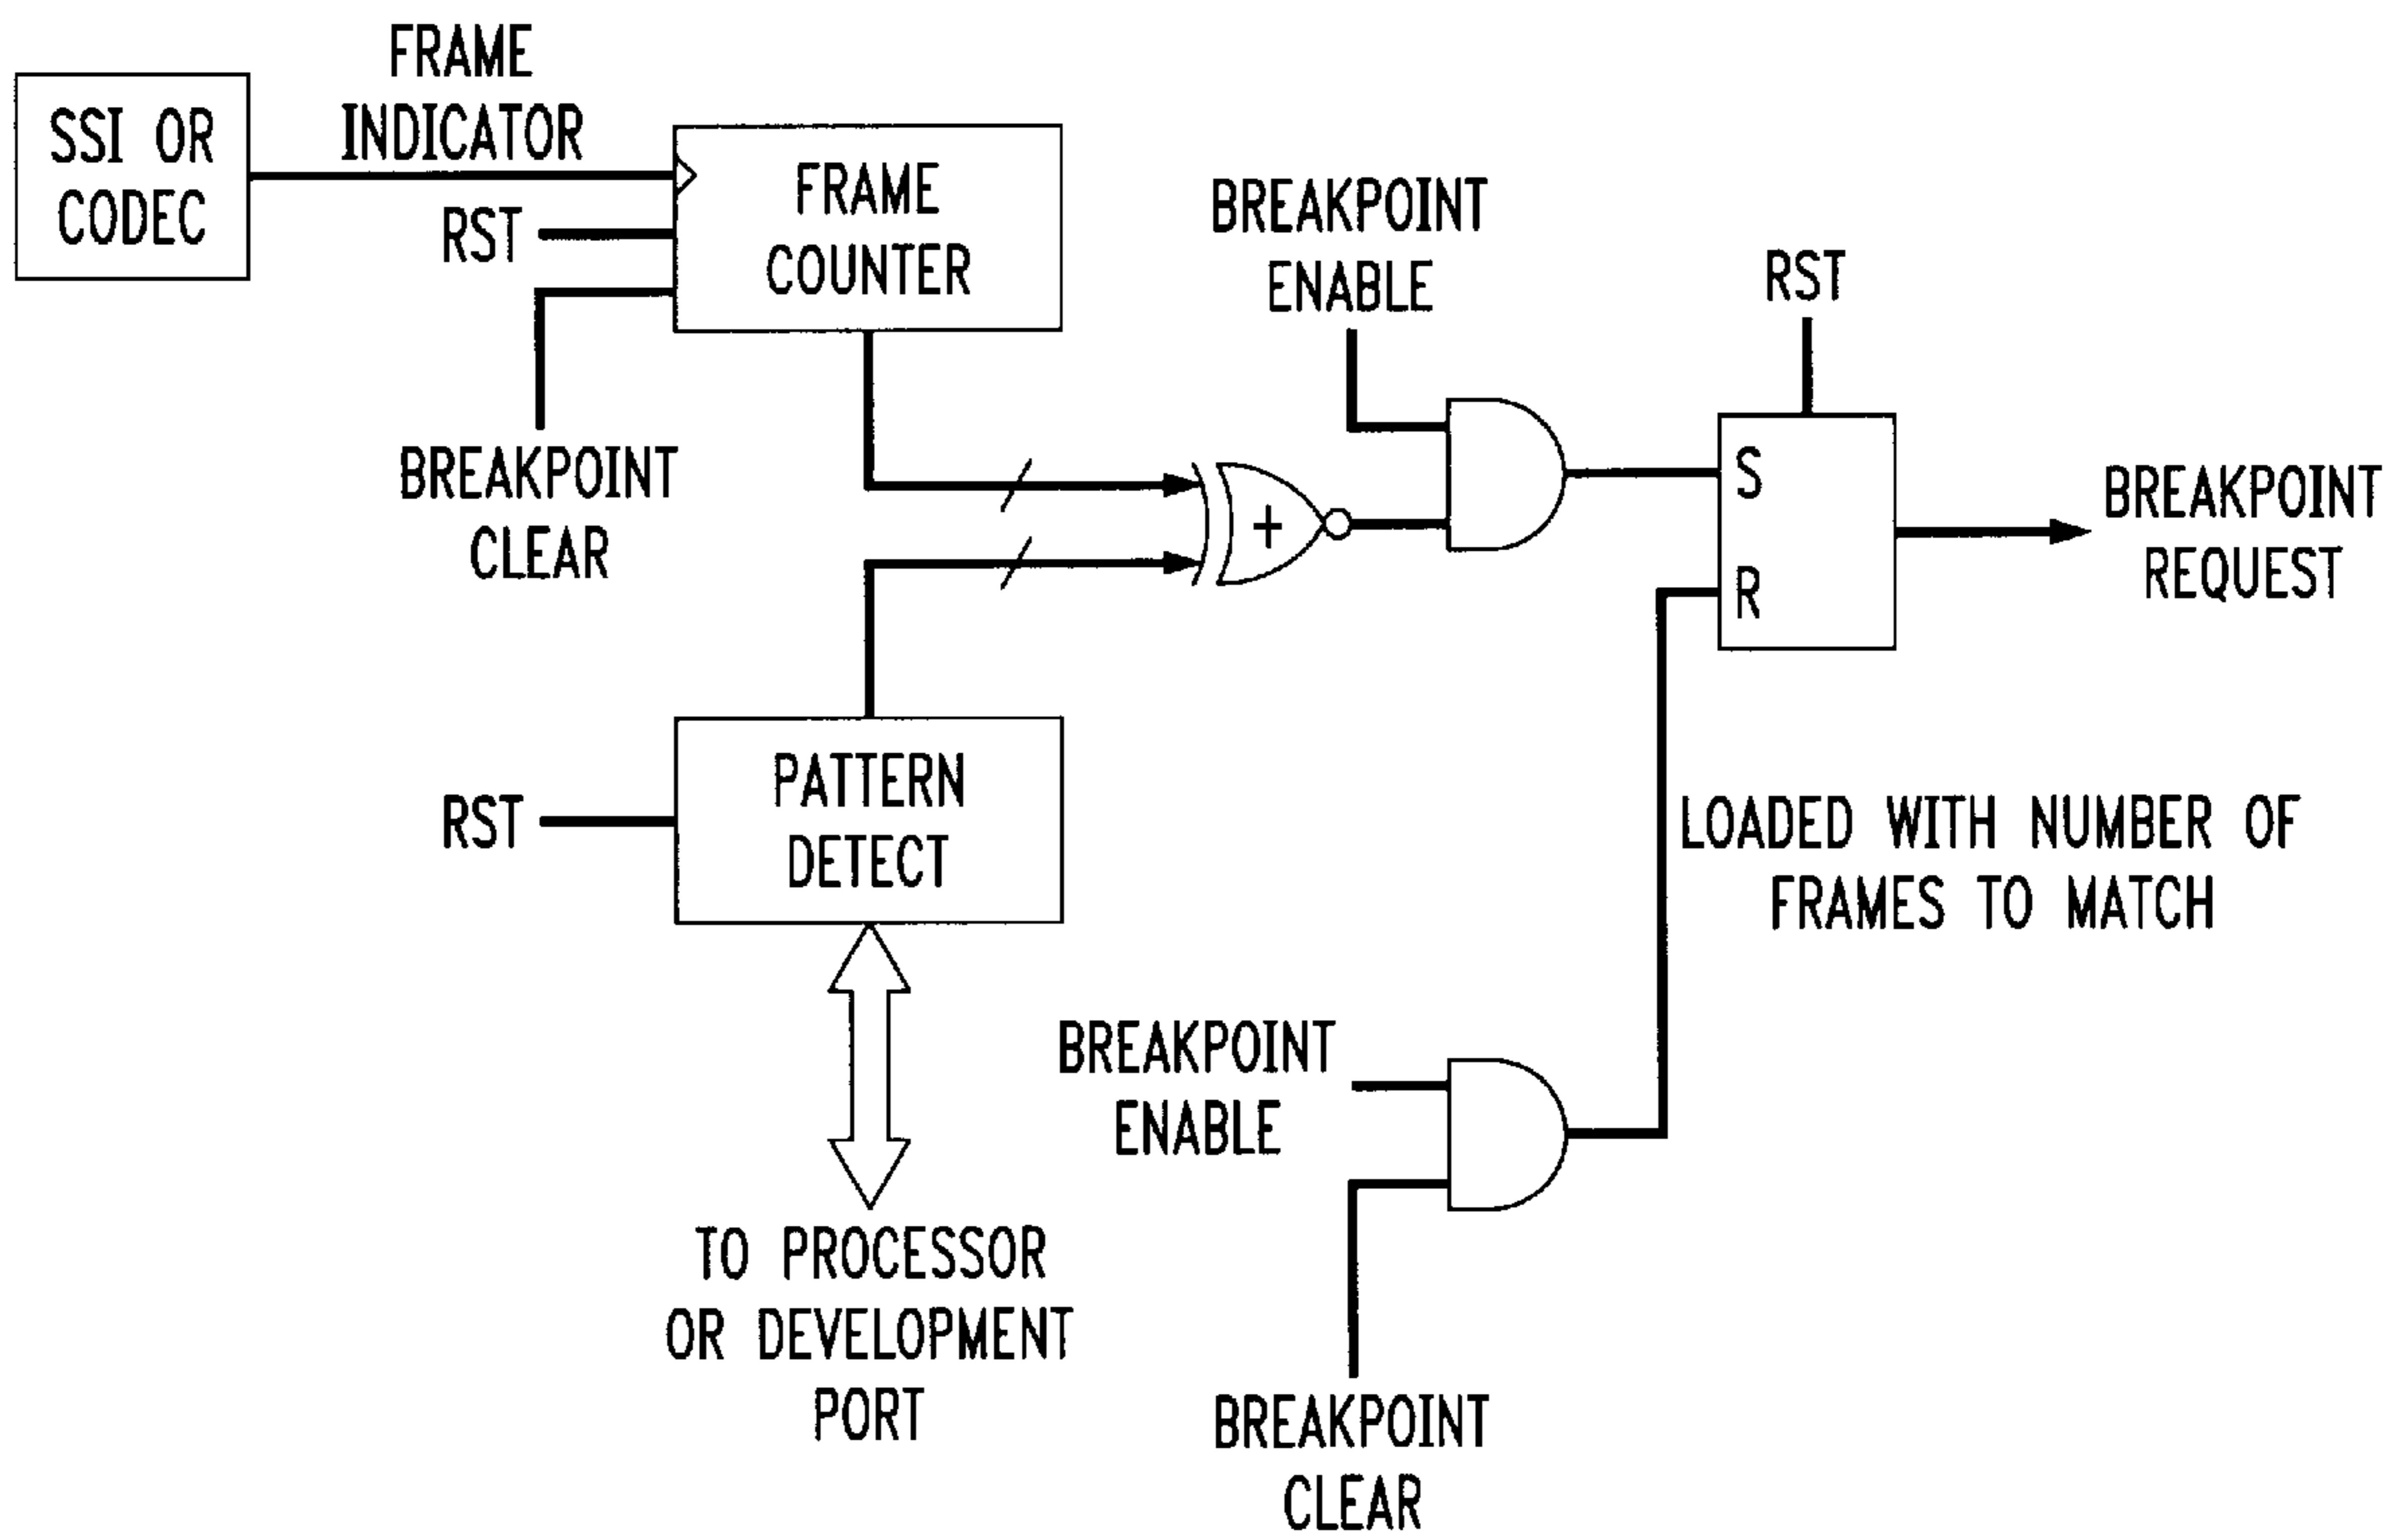 FRAME
INDICATOR
SSI OR
CODEC
RST
FRAME
COUNTER
BREAKPOINT
CLEAR
BREAKPOINT
ENABLE
RST
+
S
R
BREAKPOINT
REQUEST
RST
PATTERN
DETECT
LOADED WITH NUMBER OF
FRAMES TO MATCH
TO PROCESSOR
OR DEVELOPMENT
PORT
BREAKPOINT
ENABLE
BREAKPOINT
CLEAR